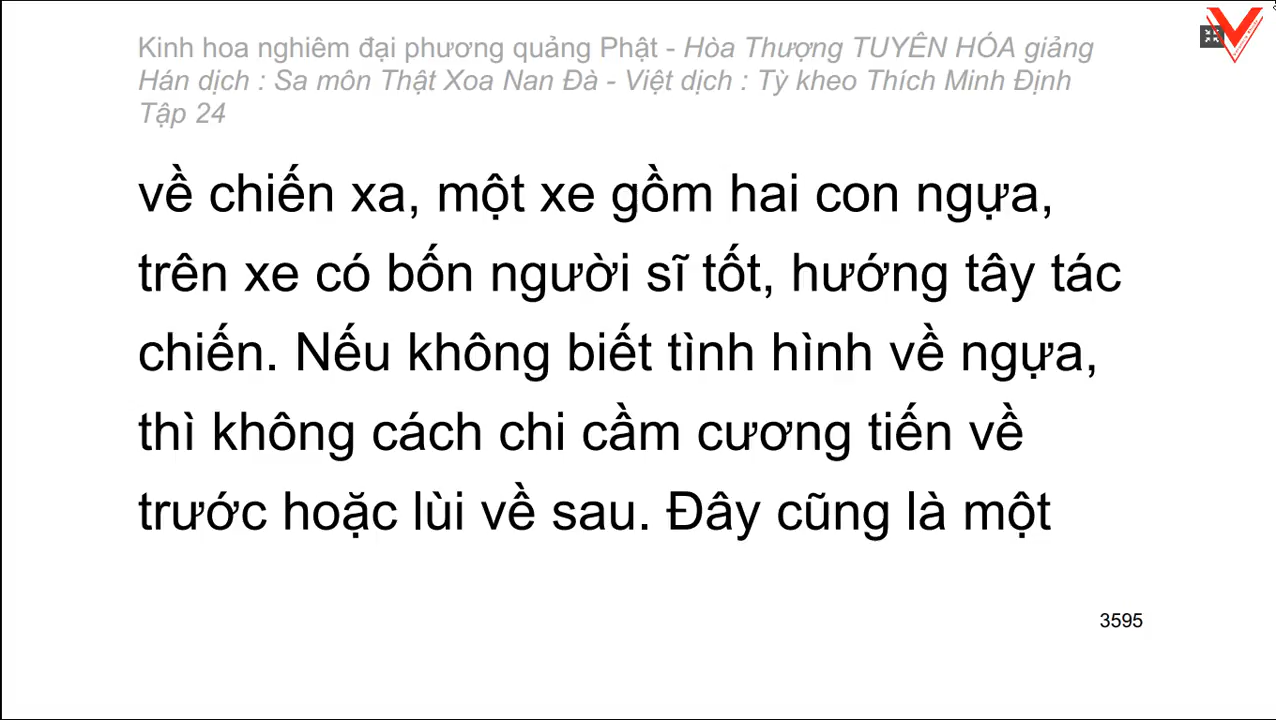 Kinh hoa nghiêm đại phương quảng Phật - Hòa Thượng TUYÊN HÓA giảng
Hán dịch : Sa môn Thật Xoa Nan Đà - Việt dịch : Tỳ kheo Thích Minh Định
Tập 24
về chiến xa, một xe gồm hai con ngựa,
trên xe có bốn người sĩ tốt, hướng tây tác
chiến. Nếu không biết tình hình về ngựa,
thì không cách chi cầm cương tiến về
trước hoặc lùi về sau. Đây cũng là một
3595